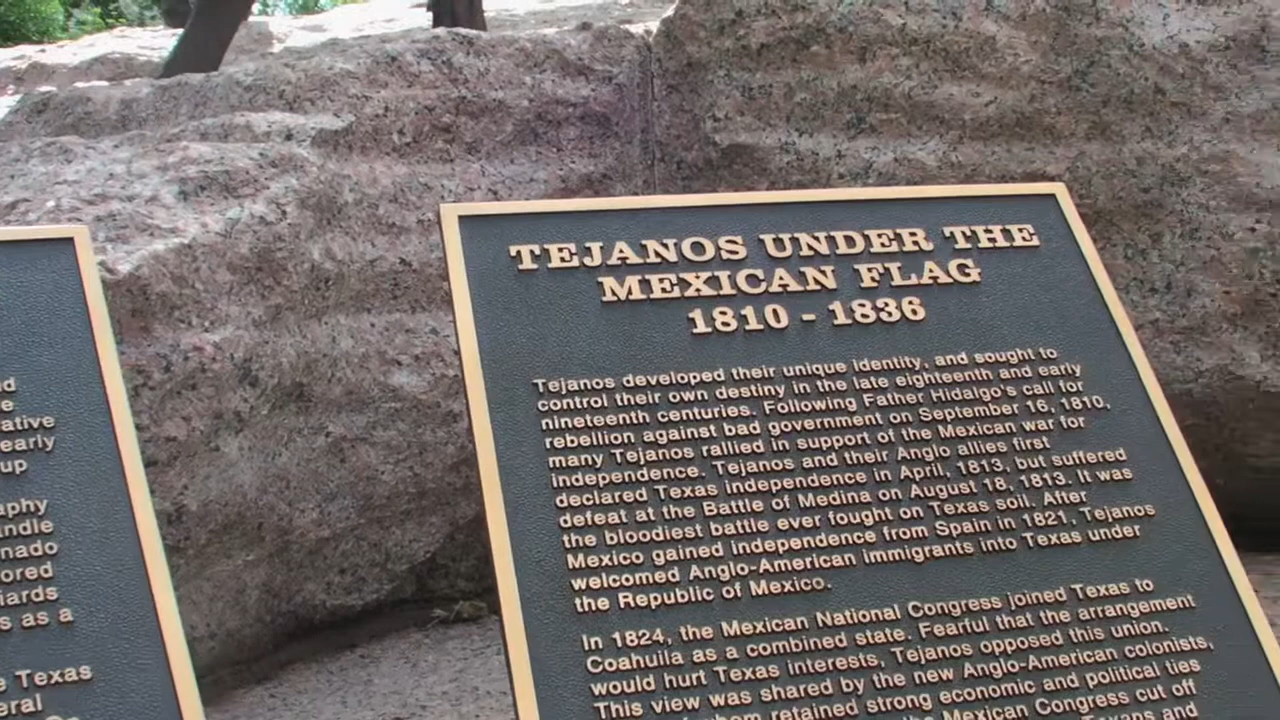 TEJANOS UNDER THE
MEXICAN FLAG
1810 - 1836
Tejanos developed their unique identity, and sought to
control their own destiny in the late eighteenth and early
nineteenth centuries. Following Father Hidalgo's call for
rebellion against bad government on September 16, 1810,
many Tejanos rallied in support of the Mexican war for
independence. Tejanos and their Anglo allies first
declared Texas independence in April, 1813, but suffered
defeat at the Battle of Medina on August 18, 1813. It was
the bloodiest battle ever fought on Texas soil. After
Mexico gained independence from Spain in 1821, Tejanos
welcomed Anglo-American immigrants into Texas under
the Republic of Mexico.
In 1824, the Mexican National Congress joined Texas to
Coahuila as a combined state. Fearful that the arrangement
would hurt Texas interests, Tejanos opposed this union.
This view was shared by the new Anglo-American colonists,
retained strong economic and political ties
Mexican Congress cut off
and
early
up
as a
Texas